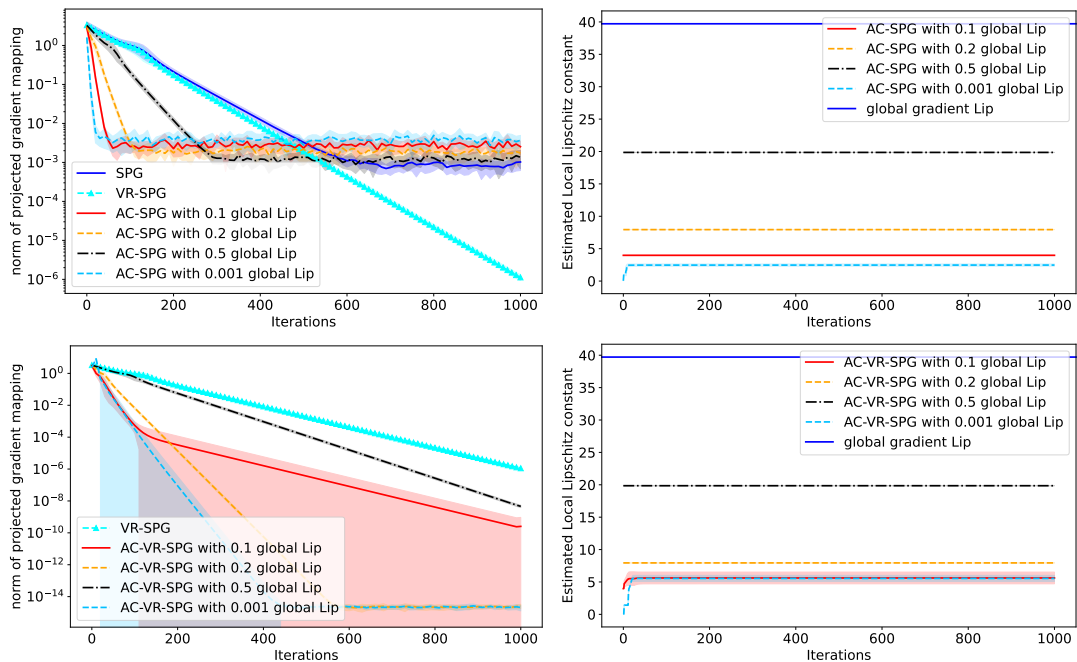 norm of projected gradient mapping
10^0
10^-1
10^-2
10^-3
10^-4
10^-5
10^-6
SPG
VR-SPG
AC-SPG with 0.1 global Lip
AC-SPG with 0.2 global Lip
AC-SPG with 0.5 global Lip
AC-SPG with 0.001 global Lip
0 200 400 600 800 1000
Iterations
Estimated Local Lipschitz constant
40
35
30
25
20
15
10
5
0
AC-SPG with 0.1 global Lip
AC-SPG with 0.2 global Lip
AC-SPG with 0.5 global Lip
AC-SPG with 0.001 global Lip
global gradient Lip
0 200 400 600 800 1000
Iterations
norm of projected gradient mapping
10^0
10^-2
10^-4
10^-6
10^-8
10^-10
10^-12
10^-14
VR-SPG
AC-VR-SPG with 0.1 global Lip
AC-VR-SPG with 0.2 global Lip
AC-VR-SPG with 0.5 global Lip
AC-VR-SPG with 0.001 global Lip
0 200 400 600 800 1000
Iterations
Estimated Local Lipschitz constant
40
35
30
25
20
15
10
5
0
AC-VR-SPG with 0.1 global Lip
AC-VR-SPG with 0.2 global Lip
AC-VR-SPG with 0.5 global Lip
AC-VR-SPG with 0.001 global Lip
global gradient Lip
0 200 400 600 800 1000
Iterations